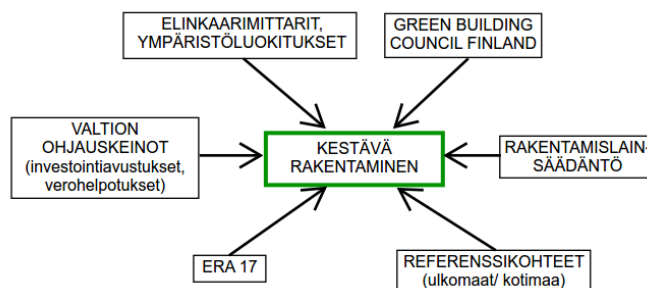 ELINKAARIMITTARIT,
YMPÄRISTÖLUOKITUKSET
GREEN BUILDING
COUNCIL FINLAND
VALTION
OHJAUSKEINOT
(investointiavustukset,
verohelpotukset)
KESTÄVÄ
RAKENTAMINEN
RAKENTAMISLAIN-
SÄÄDÄNTÖ
ERA 17
REFERENSSIKOHTEET
(ulkomaat/ kotimaa)